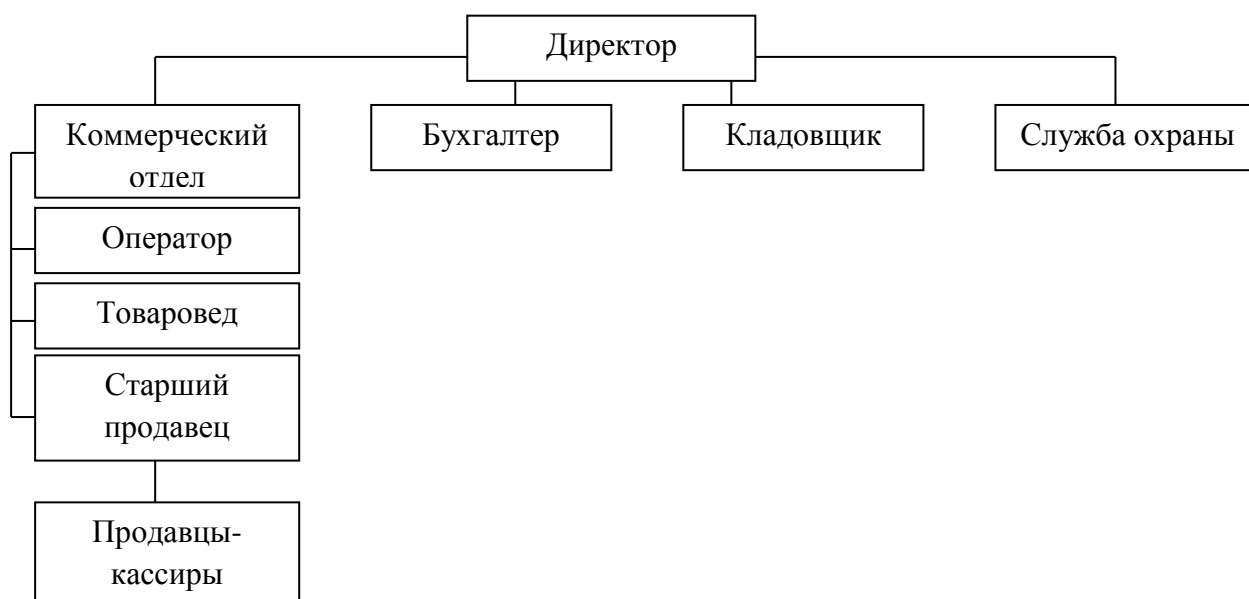 Директор
Коммерческий
отдел
Бухгалтер
Кладовщик
Служба охраны
Оператор
Товаровед
Старший
продавец
Продавцы-
кассиры